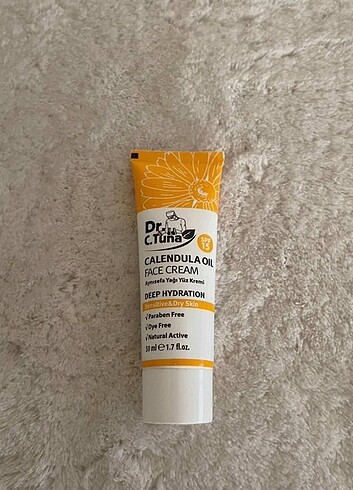 Dr.
C.Tuna
SPF
15
CALENDULA OIL
FACE CREAM
Aynısefa Yağı Yüz Kremi
DEEP HYDRATION
Sensitive&Dry Skin
√ Paraben Free
√ Dye Free
√ Natural Active
50 ml e 1.7 fl.oz.